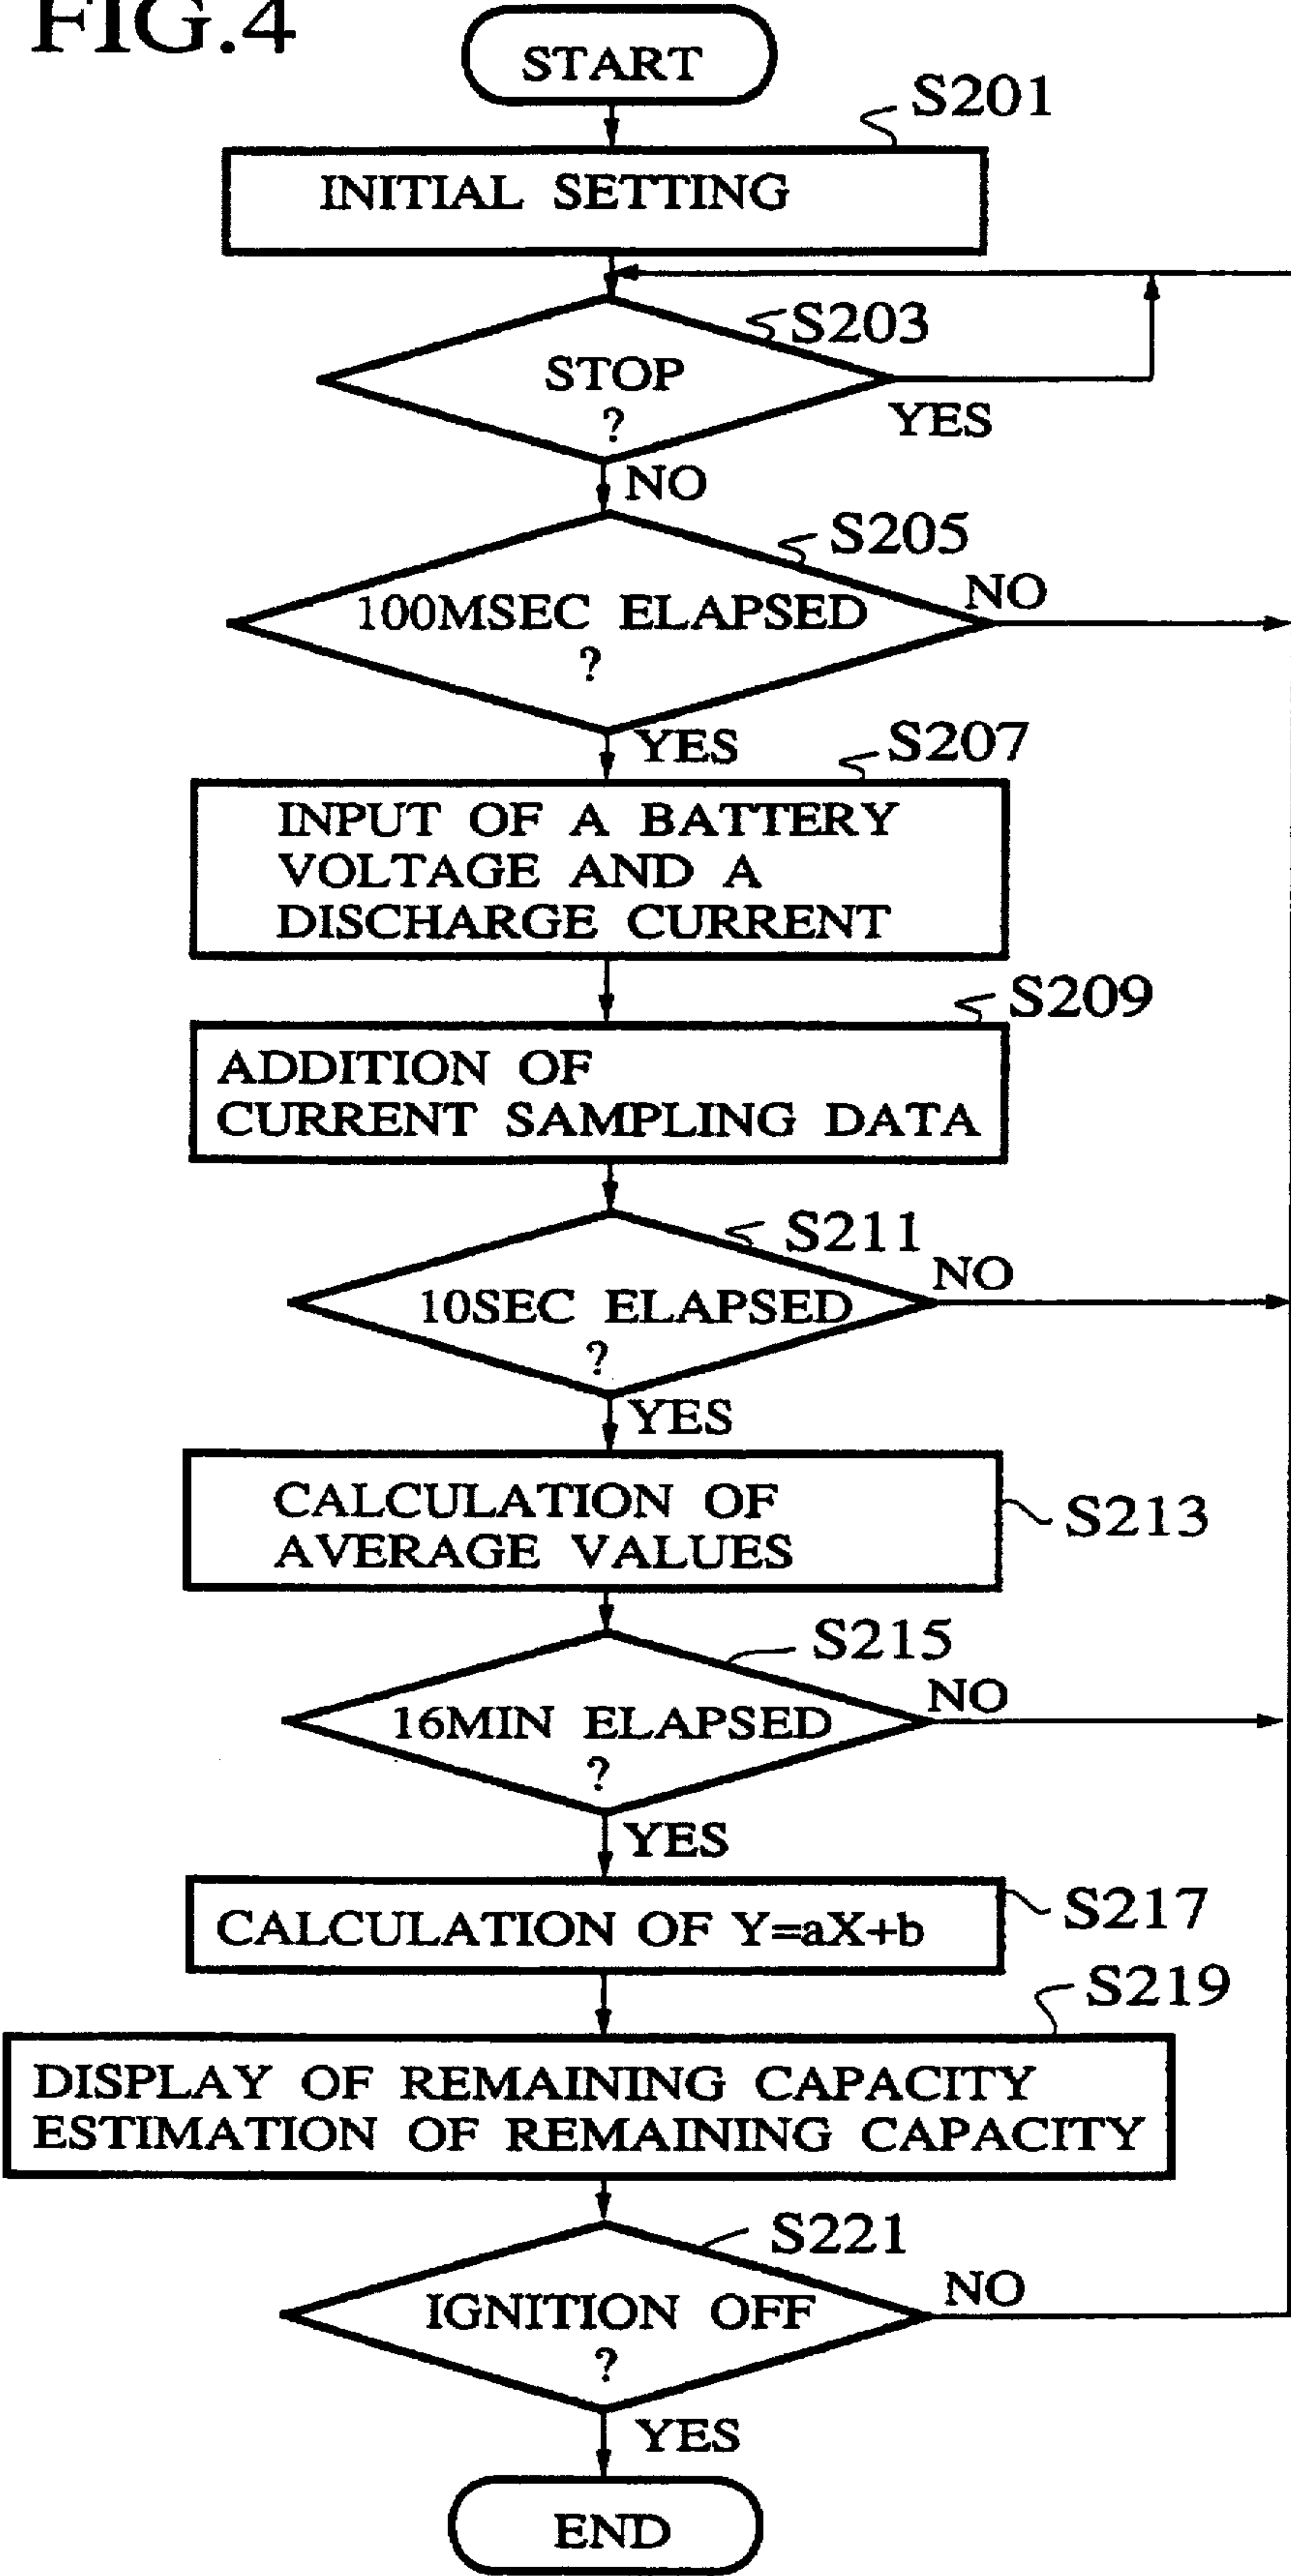 FIG.4
START
S201
INITIAL SETTING
S203
STOP
?
YES
NO
S205
100MSEC ELAPSED
?
NO
YES
S207
INPUT OF A BATTERY
VOLTAGE AND A
DISCHARGE CURRENT
S209
ADDITION OF
CURRENT SAMPLING DATA
S211
10SEC ELAPSED
?
NO
YES
CALCULATION OF
AVERAGE VALUES
S213
S215
16MIN ELAPSED
?
NO
YES
CALCULATION OF Y=aX+b
S217
S219
DISPLAY OF REMAINING CAPACITY
ESTIMATION OF REMAINING CAPACITY
S221
IGNITION OFF
?
NO
YES
END